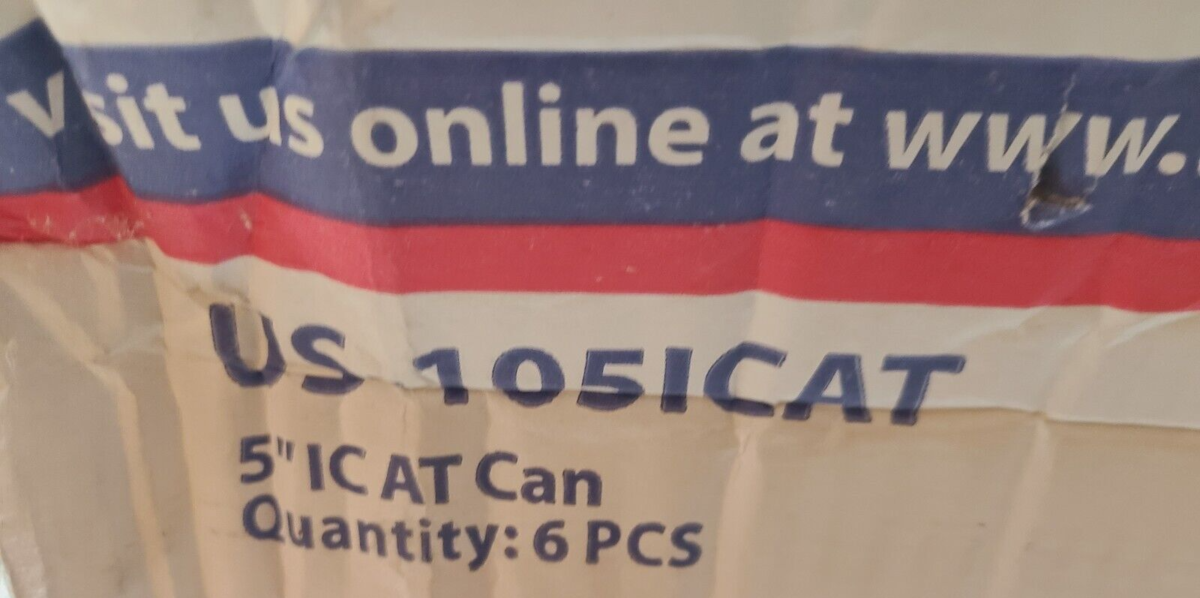 Visit us online at www.
US 105ICAT
5" IC AT Can
Quantity: 6 PCS